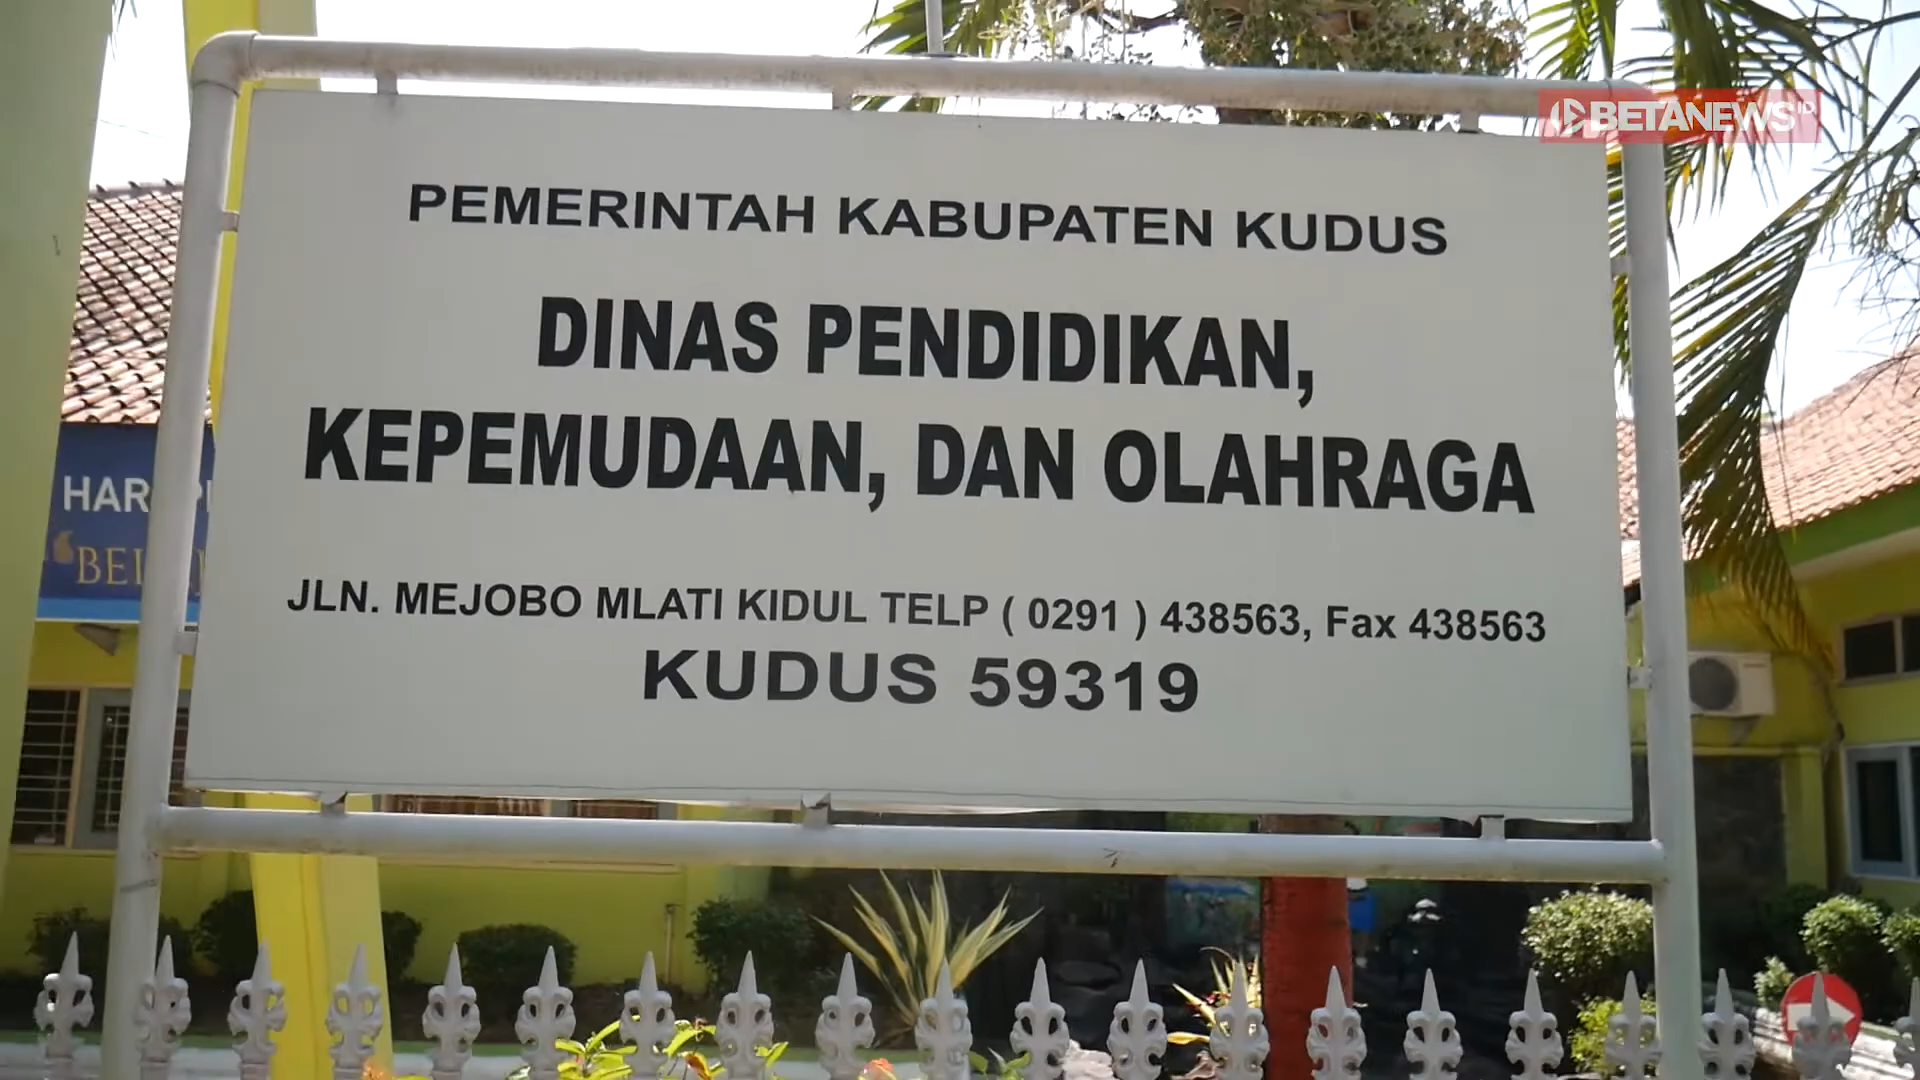 BETANEWS ID
PEMERINTAH KABUPATEN KUDUS
DINAS PENDIDIKAN,
KEPEMUDAAN, DAN OLAHRAGA
JLN. MEJOBO MLATI KIDUL TELP ( 0291 ) 438563, Fax 438563
KUDUS 59319